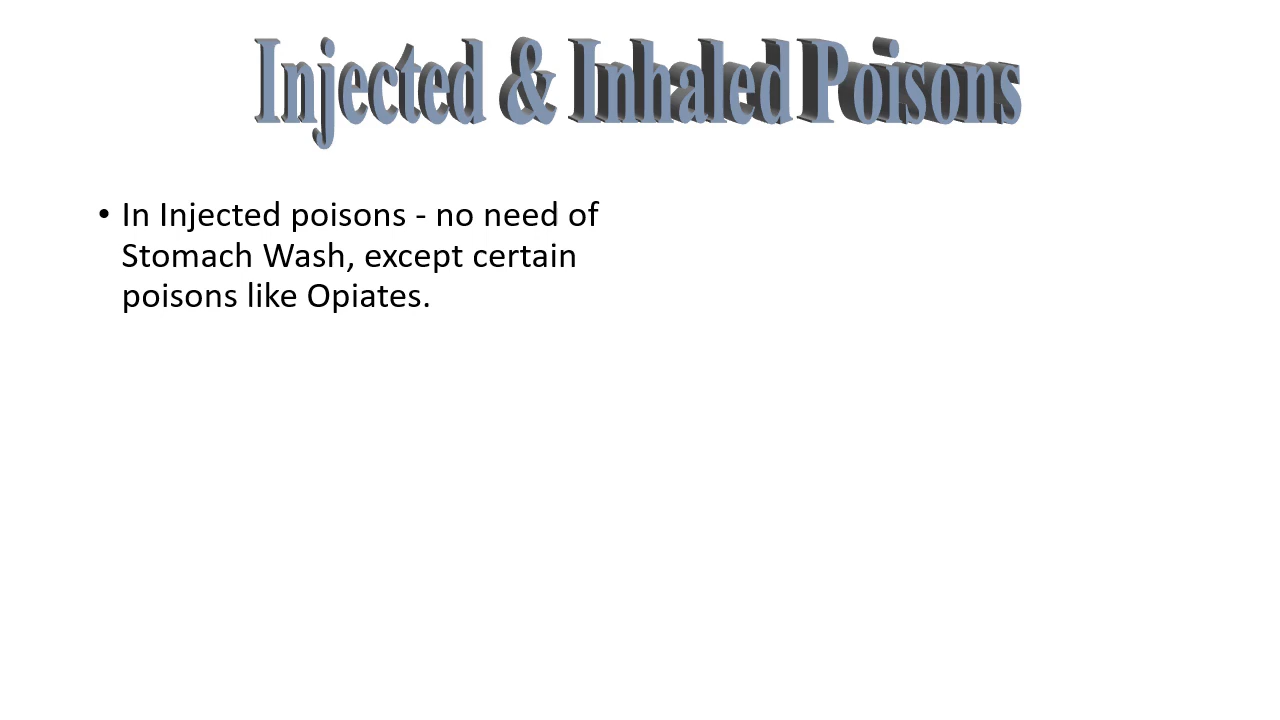 Injected & Inhaled Poisons
• In Injected poisons - no need of
Stomach Wash, except certain
poisons like Opiates.